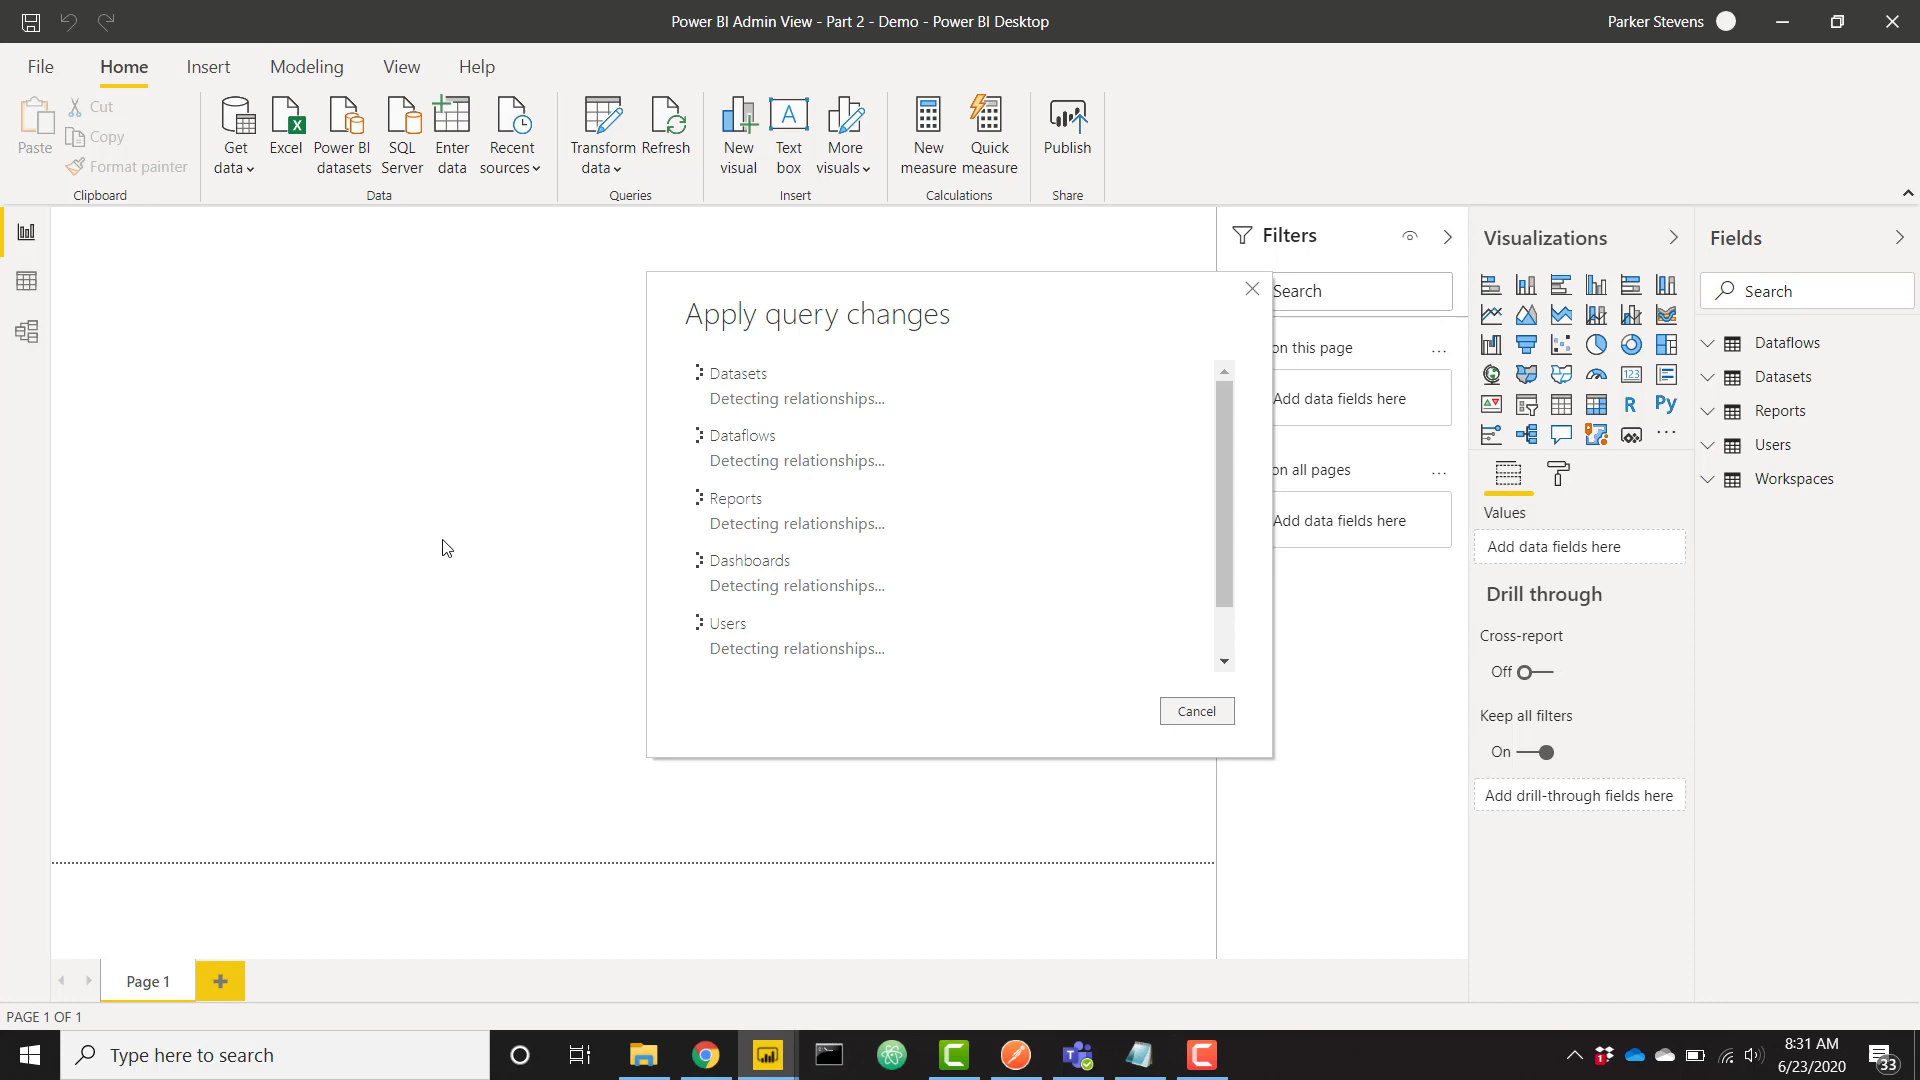 Power BI Admin View - Part 2 - Demo - Power BI Desktop
Parker Stevens
File
Home
Insert
Modeling
View
Help
Paste
Cut
Copy
Format painter
Clipboard
Get
data
Excel
Power BI
datasets
SQL
Server
Enter
data
Recent
sources
Data
Transform
data
Refresh
Queries
New
visual
Text
box
More
visuals
Insert
New
measure
Quick
measure
Calculations
Publish
Share
Filters
Search
on this page
...
Add data fields here
on all pages
...
Add data fields here
Apply query changes
Datasets
Detecting relationships...
Dataflows
Detecting relationships...
Reports
Detecting relationships...
Dashboards
Detecting relationships...
Users
Detecting relationships...
Cancel
Visualizations
123
R
Py
...
Values
Add data fields here
Drill through
Cross-report
Off
Keep all filters
On
Add drill-through fields here
Fields
Search
Dataflows
Datasets
Reports
Users
Workspaces
Page 1
PAGE 1 OF 1
Type here to search
8:31 AM
6/23/2020
33